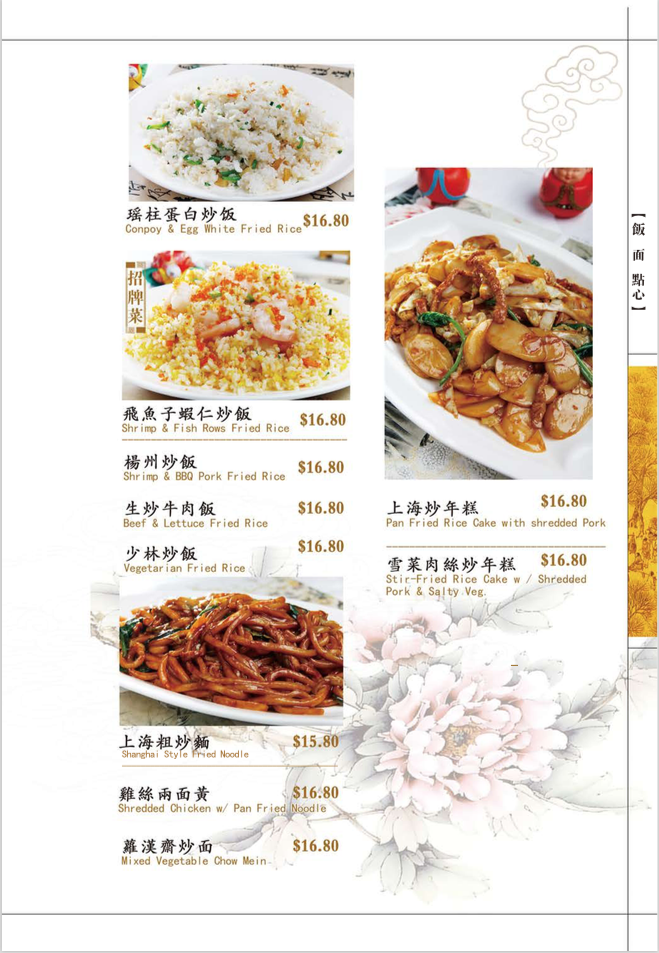 瑶柱蛋白炒飯 $16.80
Conpoy & Egg White Fried Rice
招牌菜
飛魚子蝦仁炒飯 $16.80
Shrimp & Fish Rows Fried Rice
楊州炒飯 $16.80
Shrimp & BBQ Pork Fried Rice
生炒牛肉飯 $16.80
Beef & Lettuce Fried Rice
少林炒飯 $16.80
Vegetarian Fried Rice
上海粗炒麵 $15.80
Shanghai Style Fried Noodle
雞絲兩面黃 $16.80
Shredded Chicken w/ Pan Fried Noodle
蘿漢齋炒面 $16.80
Mixed Vegetable Chow Mein
上海炒年糕 $16.80
Pan Fried Rice Cake with shredded Pork
雪菜肉絲炒年糕 $16.80
Stir-Fried Rice Cake w / Shredded
Pork & Salty Veg.
【飯 面 點心】